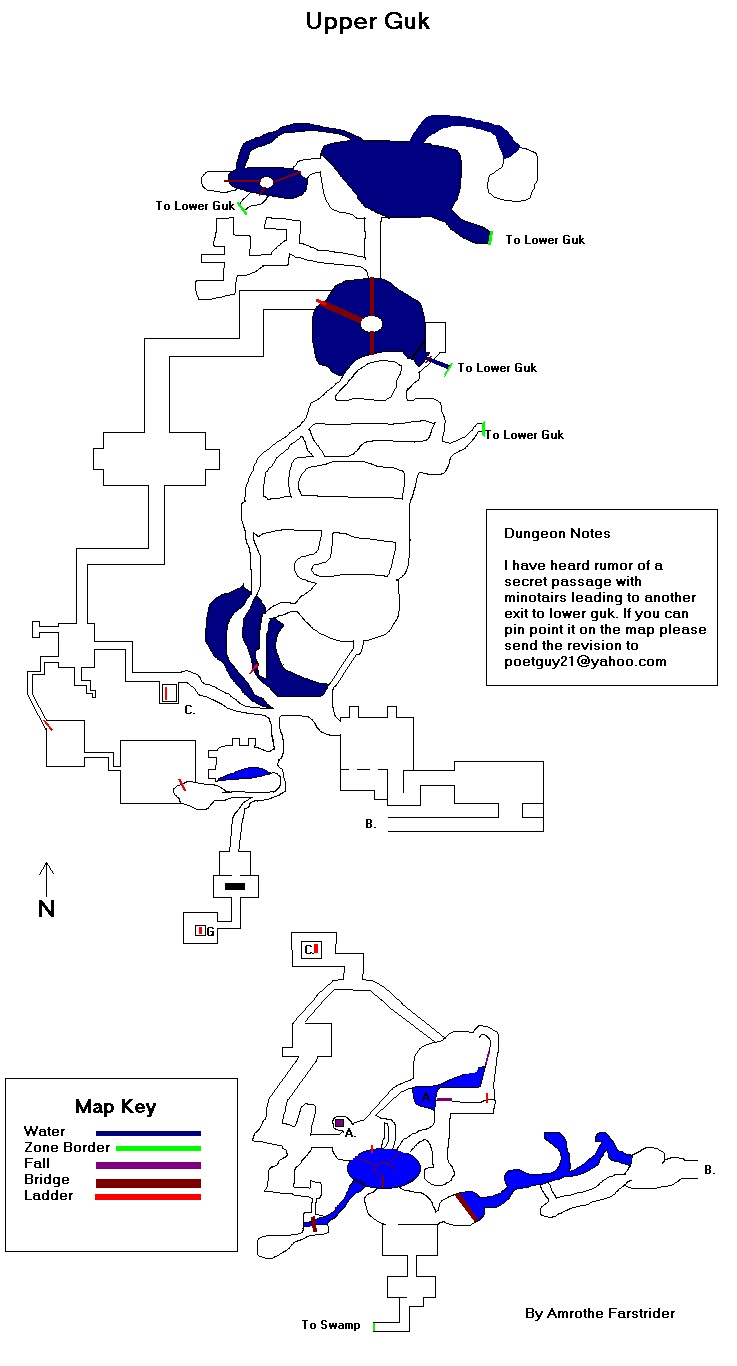 Upper Guk
To Lower Guk
To Lower Guk
To Lower Guk
To Lower Guk
Dungeon Notes
I have heard rumor of a
secret passage with
minotairs leading to another
exit to lower guk. If you can
pin point it on the map please
send the revision to
poetguy21@yahoo.com
C.
B.
N
G
C.
A
A.
B.
Map Key
Water
Zone Border
Fall
Bridge
Ladder
To Swamp
By Amrothe Farstrider